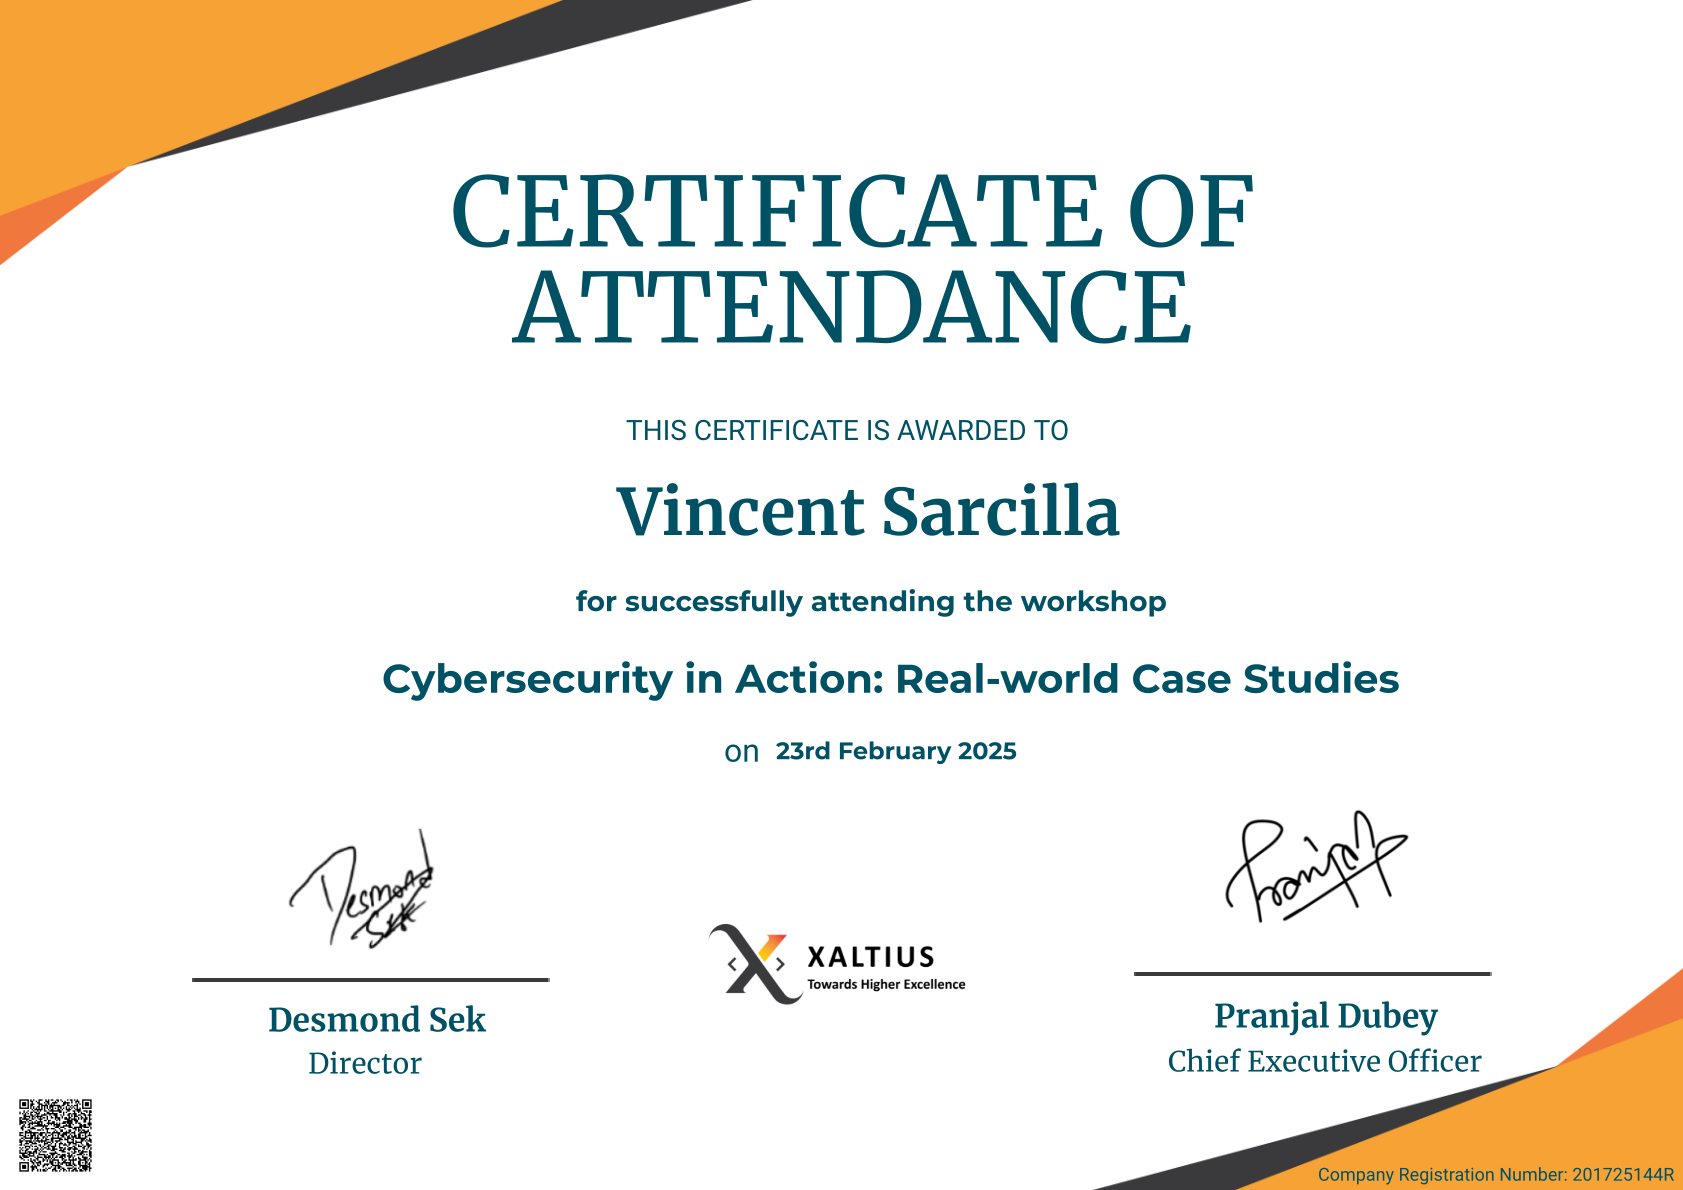 CERTIFICATE OF
ATTENDANCE
THIS CERTIFICATE IS AWARDED TO
Vincent Sarcilla
for successfully attending the workshop
Cybersecurity in Action: Real-world Case Studies
on 23rd February 2025
Desmond
Sek
Pranjal
XALTIUS
Towards Higher Excellence
Desmond Sek
Director
Pranjal Dubey
Chief Executive Officer
Company Registration Number: 201725144R